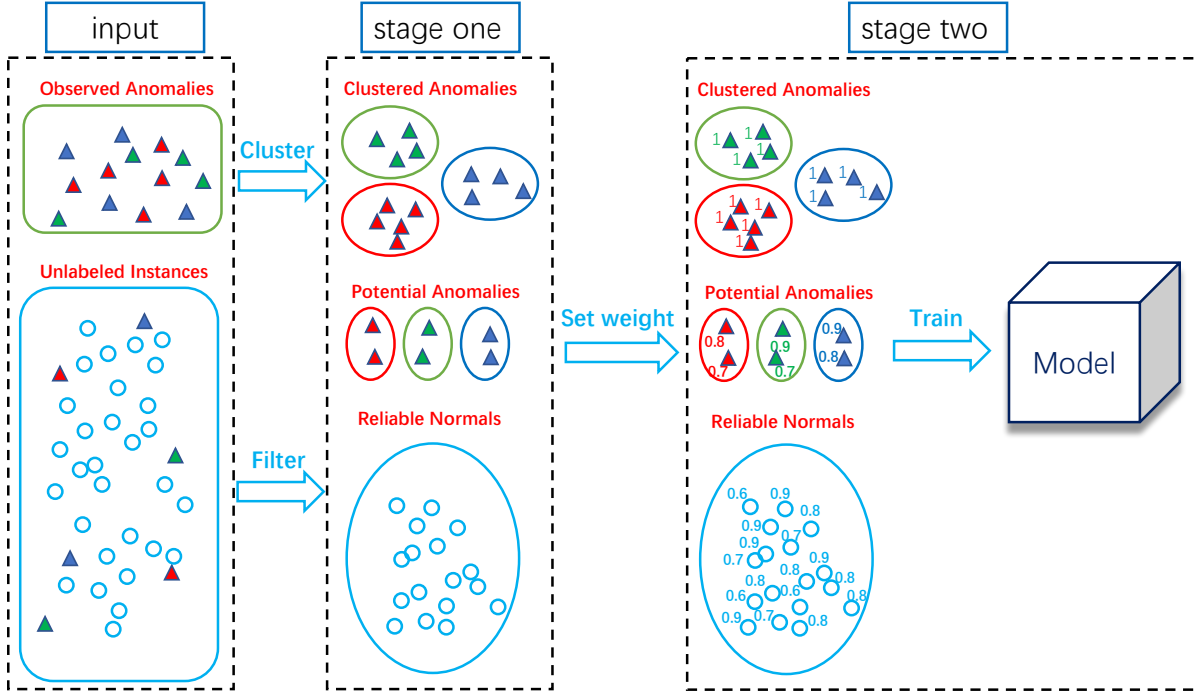 input
stage one
stage two
Observed Anomalies
Cluster
Unlabeled Instances
Filter
Clustered Anomalies
Potential Anomalies
Reliable Normals
Set weight
Clustered Anomalies
1 1
1 1
1 1
1 1
1 1
1 1
1
Potential Anomalies
0.8
0.7
0.9
0.7
0.9
0.8
Reliable Normals
0.6 0.9
0.8
0.9 0.7
0.9
0.7 0.9
0.8 0.8
0.8 0.6
0.6 0.8
0.9 0.7 0.8
Train
Model